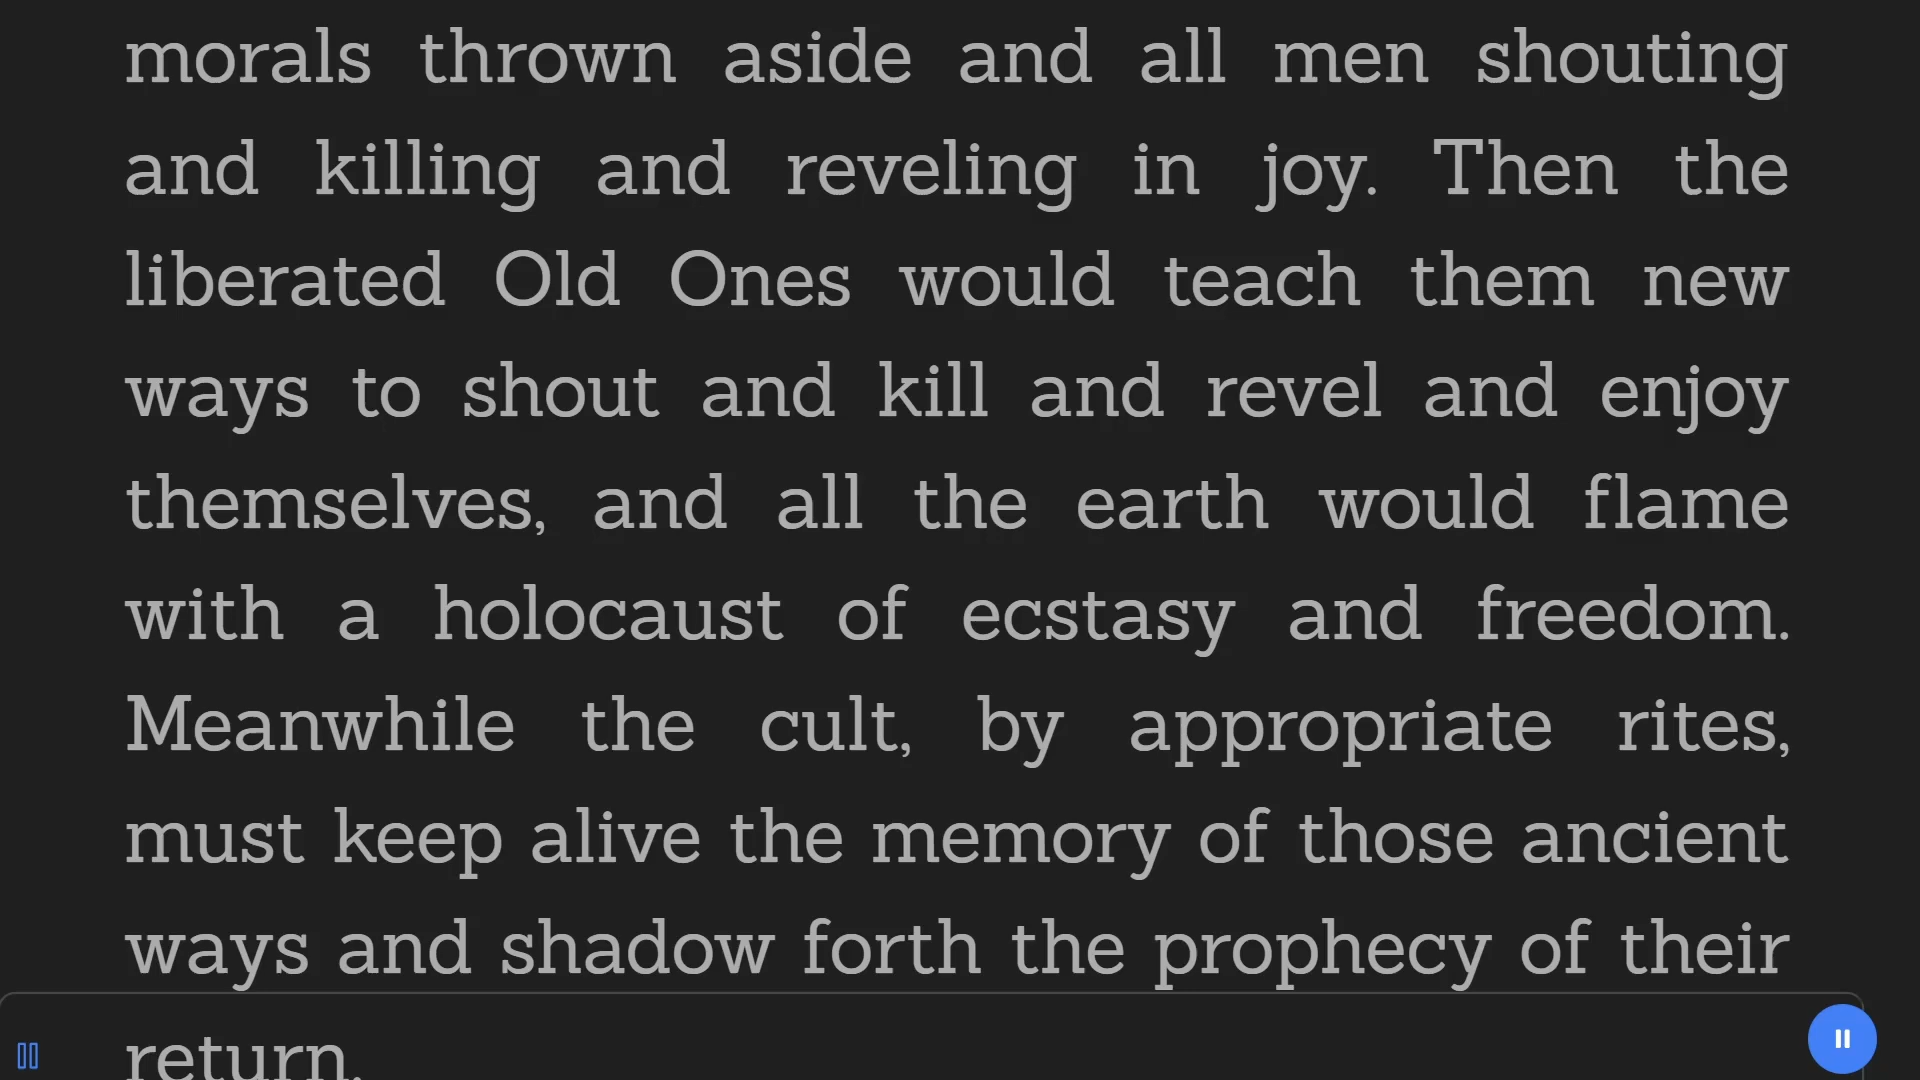 morals thrown aside and all men shouting
and killing and reveling in joy. Then the
liberated Old Ones would teach them new
ways to shout and kill and revel and enjoy
themselves, and all the earth would flame
with a holocaust of ecstasy and freedom.
Meanwhile the cult, by appropriate rites,
must keep alive the memory of those ancient
ways and shadow forth the prophecy of their
return.